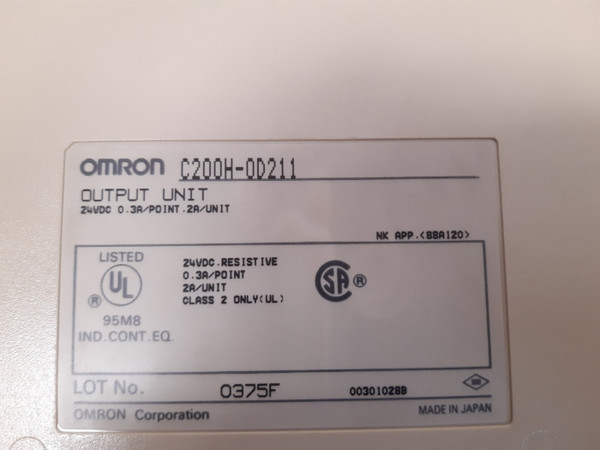 OMRON C200H-OD211
OUTPUT UNIT
24VDC 0.3A/POINT.2A/UNIT
NK APP.<88A120>
LISTED
UL
®
95M8
IND.CONT.EQ.
24VDC.RESISTIVE
0.3A/POINT
2A/UNIT
CLASS 2 ONLY(UL)
SA ®
LOT No. 0375F 0030102BB
OMRON Corporation MADE IN JAPAN